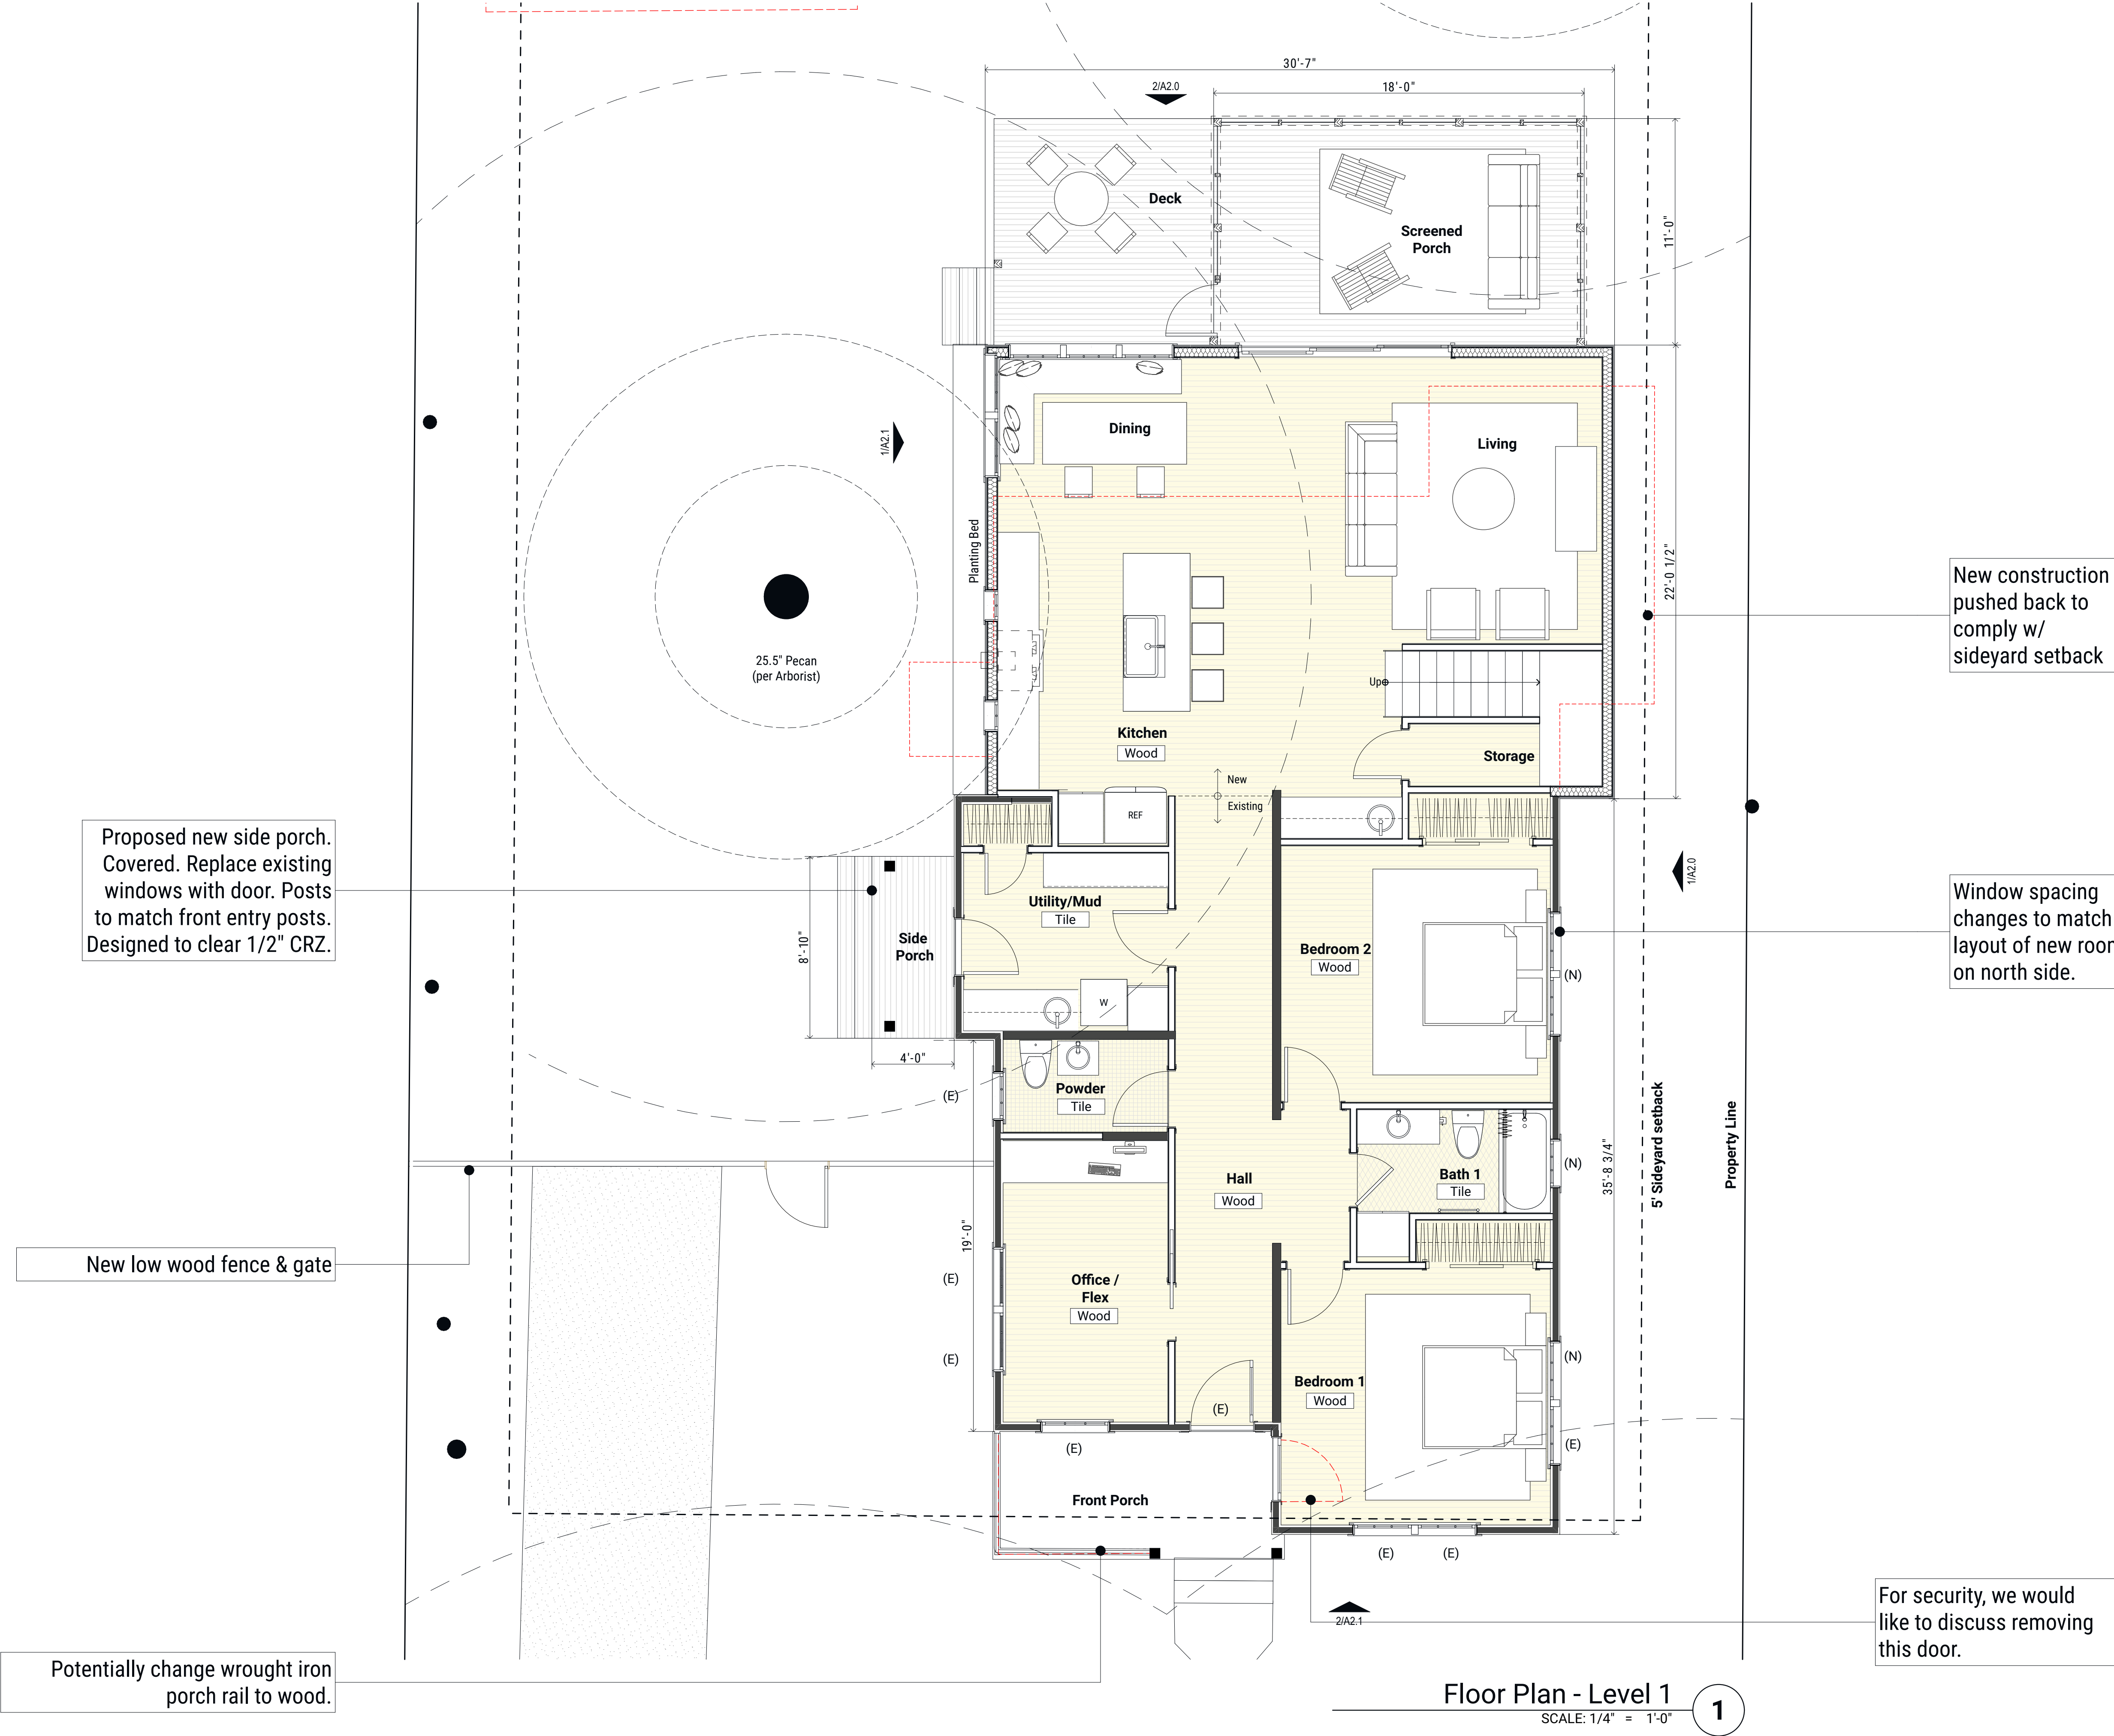 30'-7"
2/A2.0
18'-0"
Deck
Screened
Porch
11'-0"
1/A2.1
Dining
Living
Planting Bed
22'-0 1/2"
New construction
pushed back to
comply w/
sideyard setback
25.5" Pecan
(per Arborist)
Up
Kitchen
Wood
Storage
New
Existing
REF
Proposed new side porch.
Covered. Replace existing
windows with door. Posts
to match front entry posts.
Designed to clear 1/2" CRZ.
1/A2.0
Window spacing
changes to match
layout of new
on north side.
Utility/Mud
Tile
8'-10"
Side
Porch
Bedroom 2
Wood
(N)
W
4'-0"
(E)
Powder
Tile
5' Sideyard setback
Property Line
35'-8 3/4"
Hall
Wood
Bath 1
Tile
(N)
19'-0"
New low wood fence & gate
(E)
Office /
Flex
Wood
(E)
(N)
Bedroom 1
Wood
(E)
(E)
(E)
Front Porch
(E)
(E)
2/A2.1
For security, we would
like to discuss removing
this door.
Potentially change wrought iron
porch rail to wood.
Floor Plan - Level 1
SCALE: 1/4" = 1'-0"
1